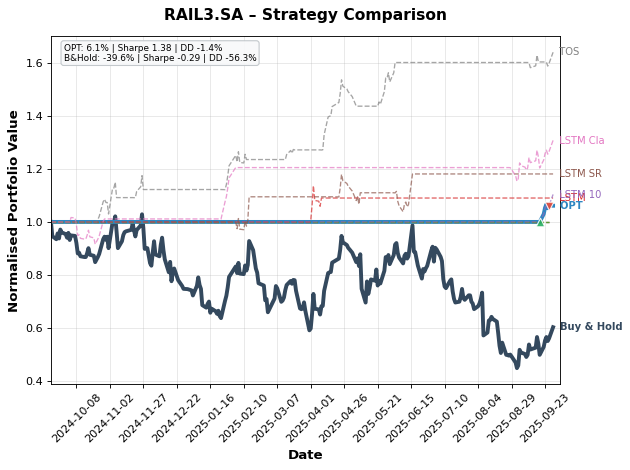 RAIL3.SA – Strategy Comparison
OPT: 6.1% | Sharpe 1.38 | DD -1.4%
B&Hold: -39.6% | Sharpe -0.29 | DD -56.3%
Normalised Portfolio Value
1.6
1.4
1.2
1.0
0.8
0.6
0.4
TOS
LSTM Cla
LSTM SR
LSTM 10
LSTM
OPT
Buy & Hold
2024-10-08
2024-11-02
2024-11-27
2024-12-22
2025-01-16
2025-02-10
2025-03-07
2025-04-01
2025-04-26
2025-05-21
2025-06-15
2025-07-10
2025-08-04
2025-08-29
2025-09-23
Date